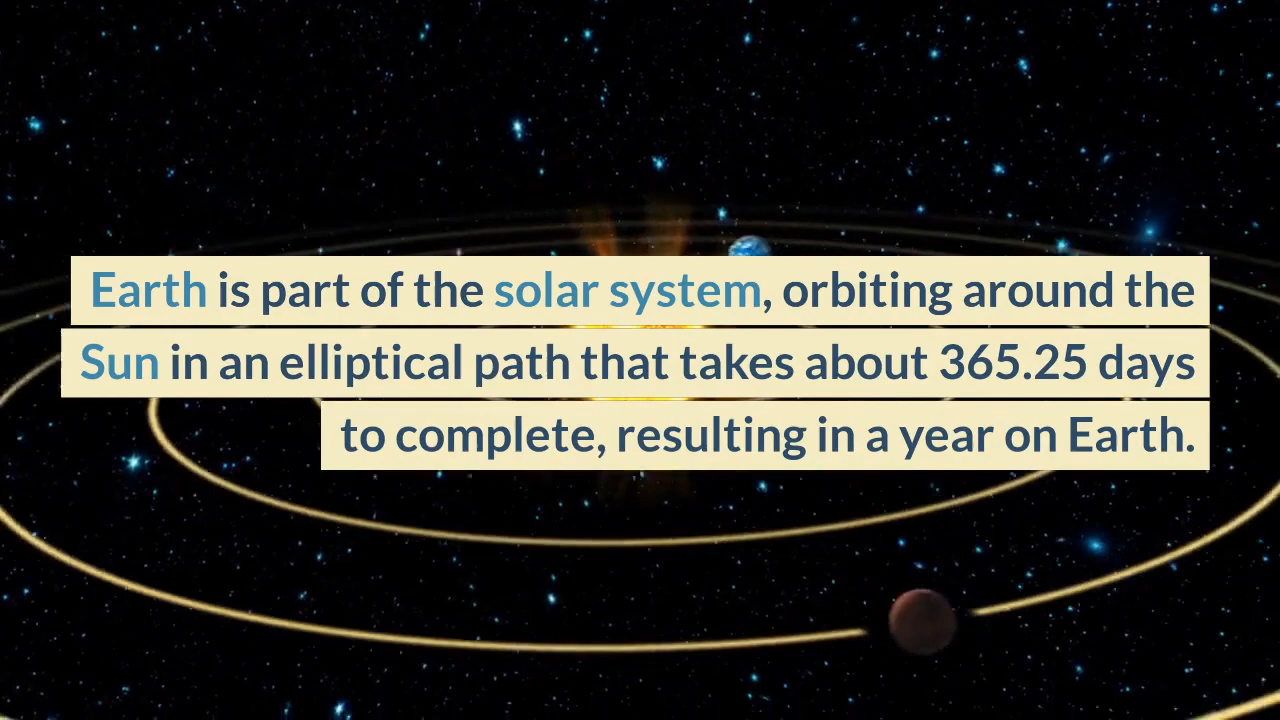 Earth is part of the solar system, orbiting around the
Sun in an elliptical path that takes about 365.25 days
to complete, resulting in a year on Earth.